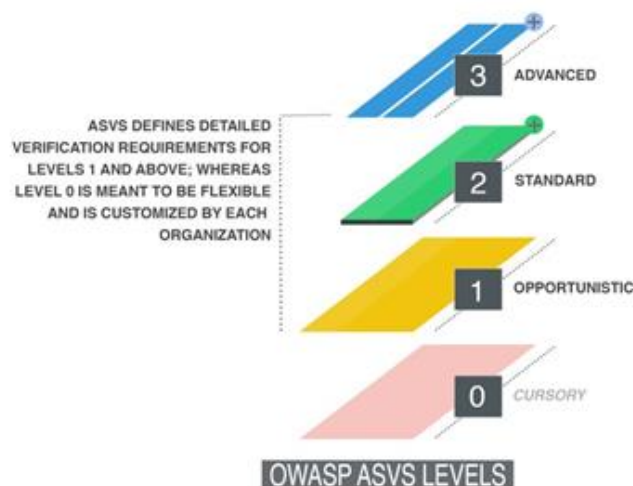 3 ADVANCED
ASVS DEFINES DETAILED
VERIFICATION REQUIREMENTS FOR
LEVELS 1 AND ABOVE; WHEREAS
LEVEL 0 IS MEANT TO BE FLEXIBLE
AND IS CUSTOMIZED BY EACH
ORGANIZATION
2 STANDARD
1 OPPORTUNISTIC
0 CURSORY
OWASP ASVS LEVELS